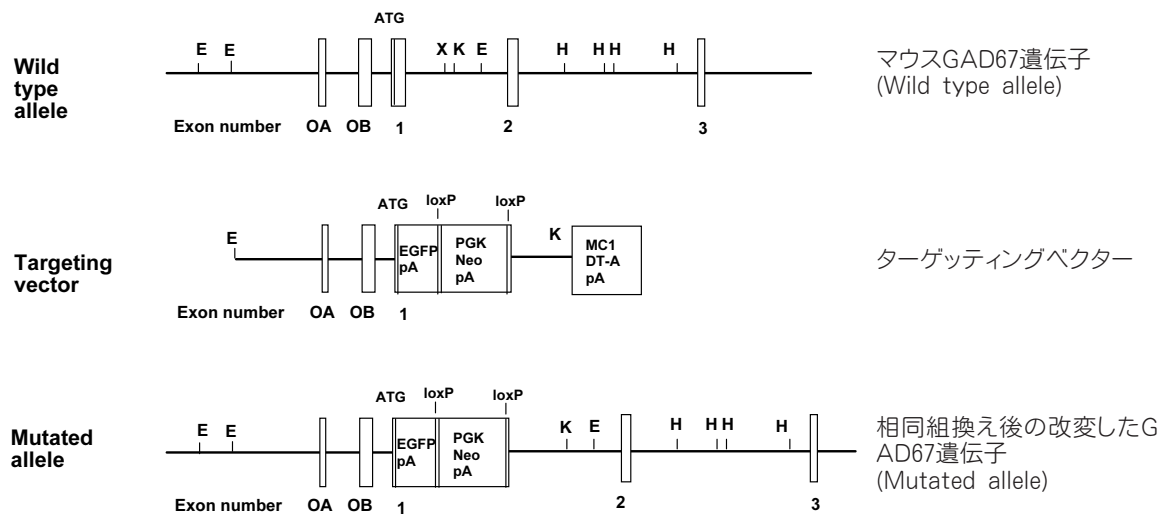 ATG
E E X K E H H H H
Wild
type
allele
Exon number OA OB 1 2 3
マウスGAD67遺伝子
(Wild type allele)
ATG loxP loxP
E EGFP
pA PGK
Neo
pA K MC1
DT-A
pA
Targeting
vector
Exon number OA OB 1
ターゲッティングベクター
ATG loxP loxP
E E EGFP
pA PGK
Neo
pA K E H H H H
Mutated
allele
Exon number OA OB 1 2 3
相同組換え後の改変したG
AD67遺伝子
(Mutated allele)